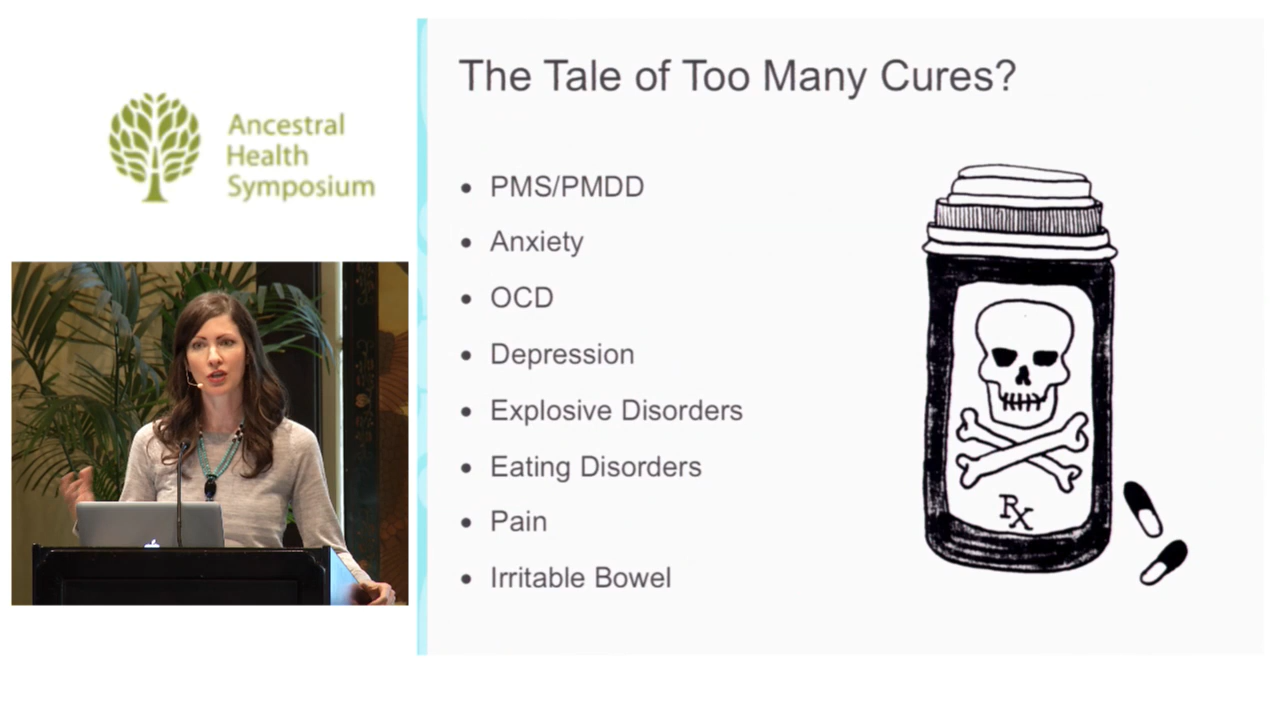 Ancestral
Health
Symposium
The Tale of Too Many Cures?
PMS/PMDD
Anxiety
OCD
Depression
Explosive Disorders
Eating Disorders
Pain
Irritable Bowel
Rx